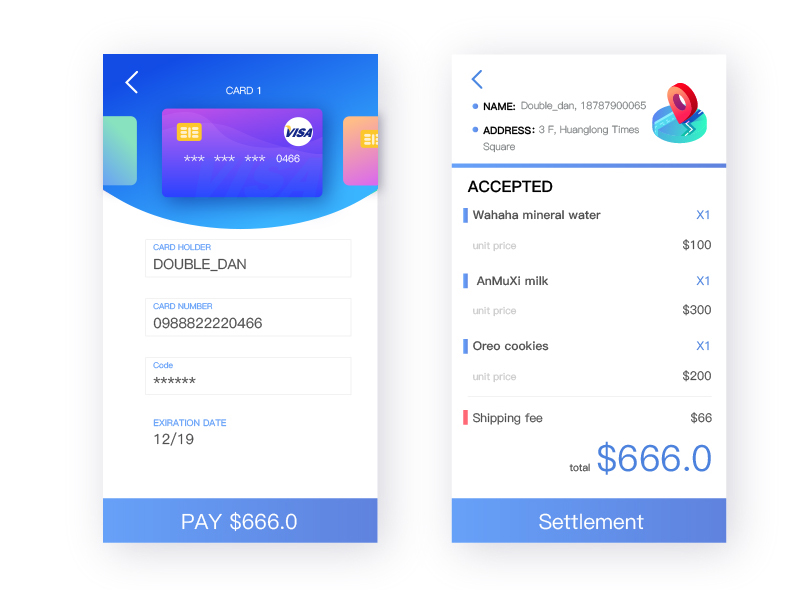 CARD 1
VISA
*** *** *** 0466
VISA
CARD HOLDER
DOUBLE_DAN
CARD NUMBER
0988822220466
Code
******
EXIRATION DATE
12/19
PAY $666.0
NAME: Double_dan, 18787900065
ADDRESS: 3 F, Huanglong Times
Square
ACCEPTED
Wahaha mineral water X1
unit price $100
AnMuXi milk X1
unit price $300
Oreo cookies X1
unit price $200
Shipping fee $66
total $666.0
Settlement